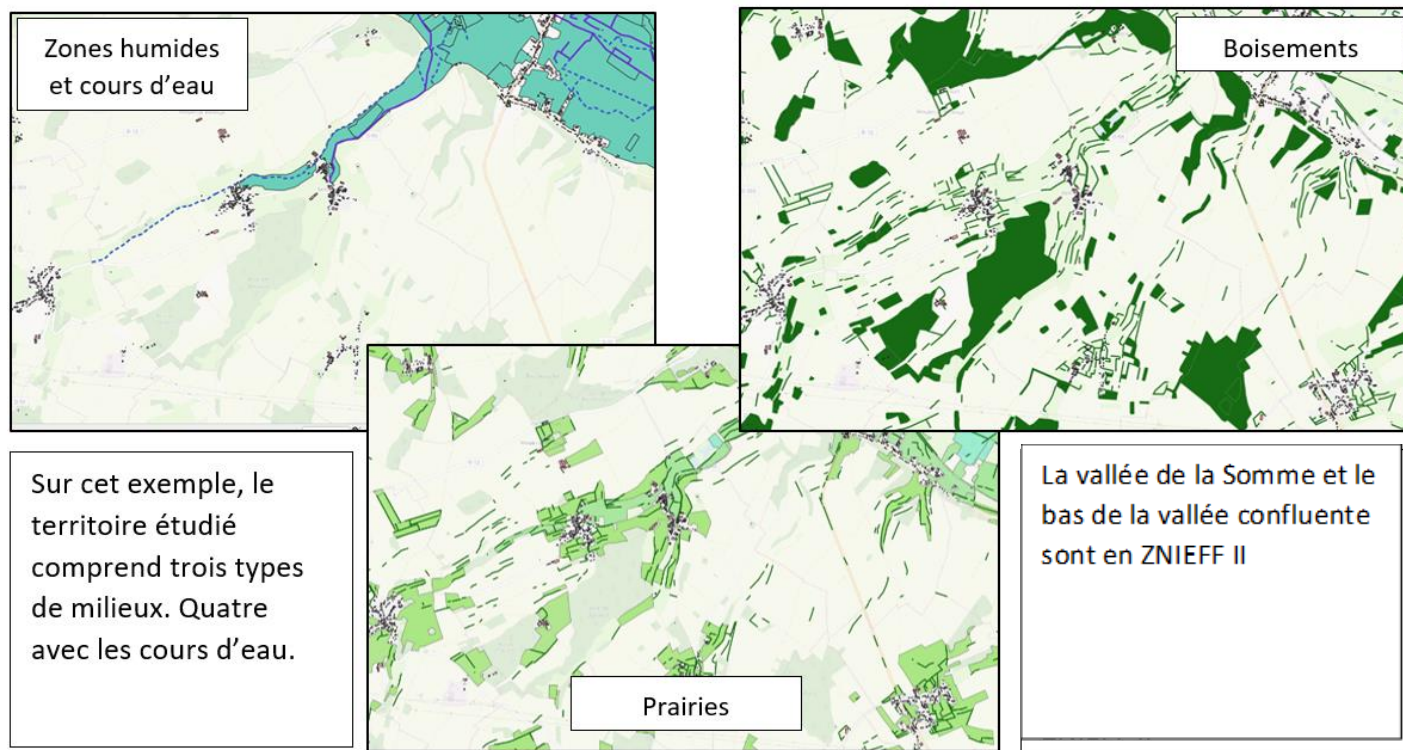 Zones humides
et cours d'eau
Boisements
Sur cet exemple, le
territoire étudié
comprend trois types
de milieux. Quatre
avec les cours d'eau.
Prairies
La vallée de la Somme et le
bas de la vallée confluente
sont en ZNIEFF II